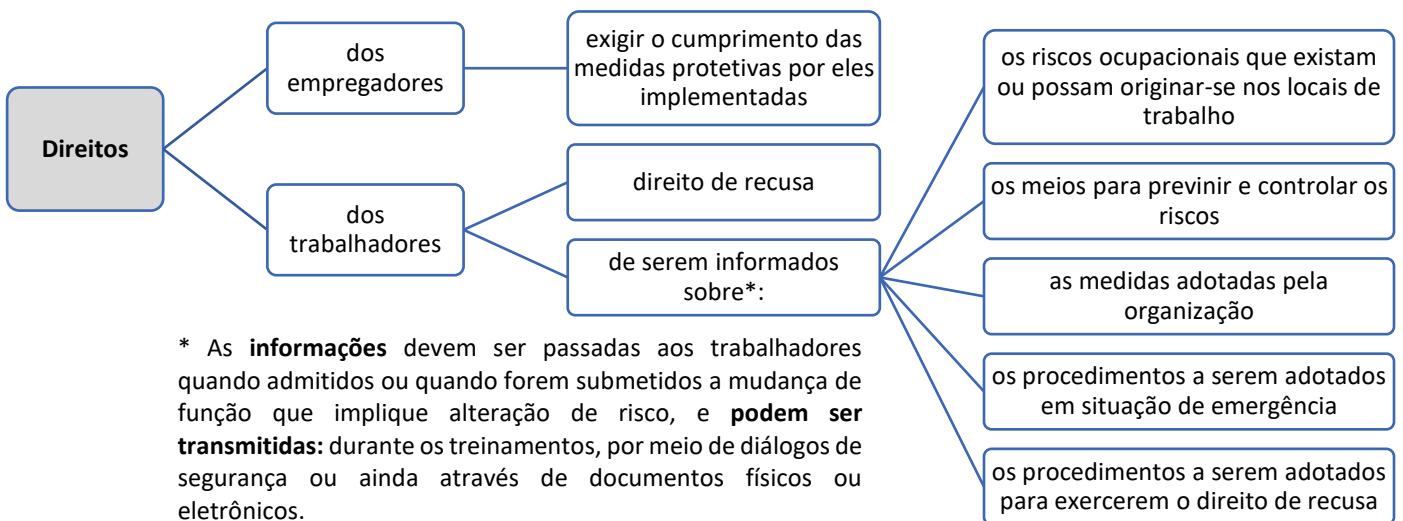 Direitos
dos
empregadores
exigir o cumprimento das
medidas protetivas por eles
implementadas
dos
trabalhadores
direito de recusa
de serem informados
sobre*:
os riscos ocupacionais que existam
ou possam originar-se nos locais de
trabalho
os meios para previnir e controlar os
riscos
as medidas adotadas pela
organização
os procedimentos a serem adotados
em situação de emergência
os procedimentos a serem adotados
para exercerem o direito de recusa
* As informações devem ser passadas aos trabalhadores
quando admitidos ou quando forem submetidos a mudança de
função que implique alteração de risco, e podem ser
transmitidas: durante os treinamentos, por meio de diálogos de
segurança ou ainda através de documentos físicos ou
eletrônicos.